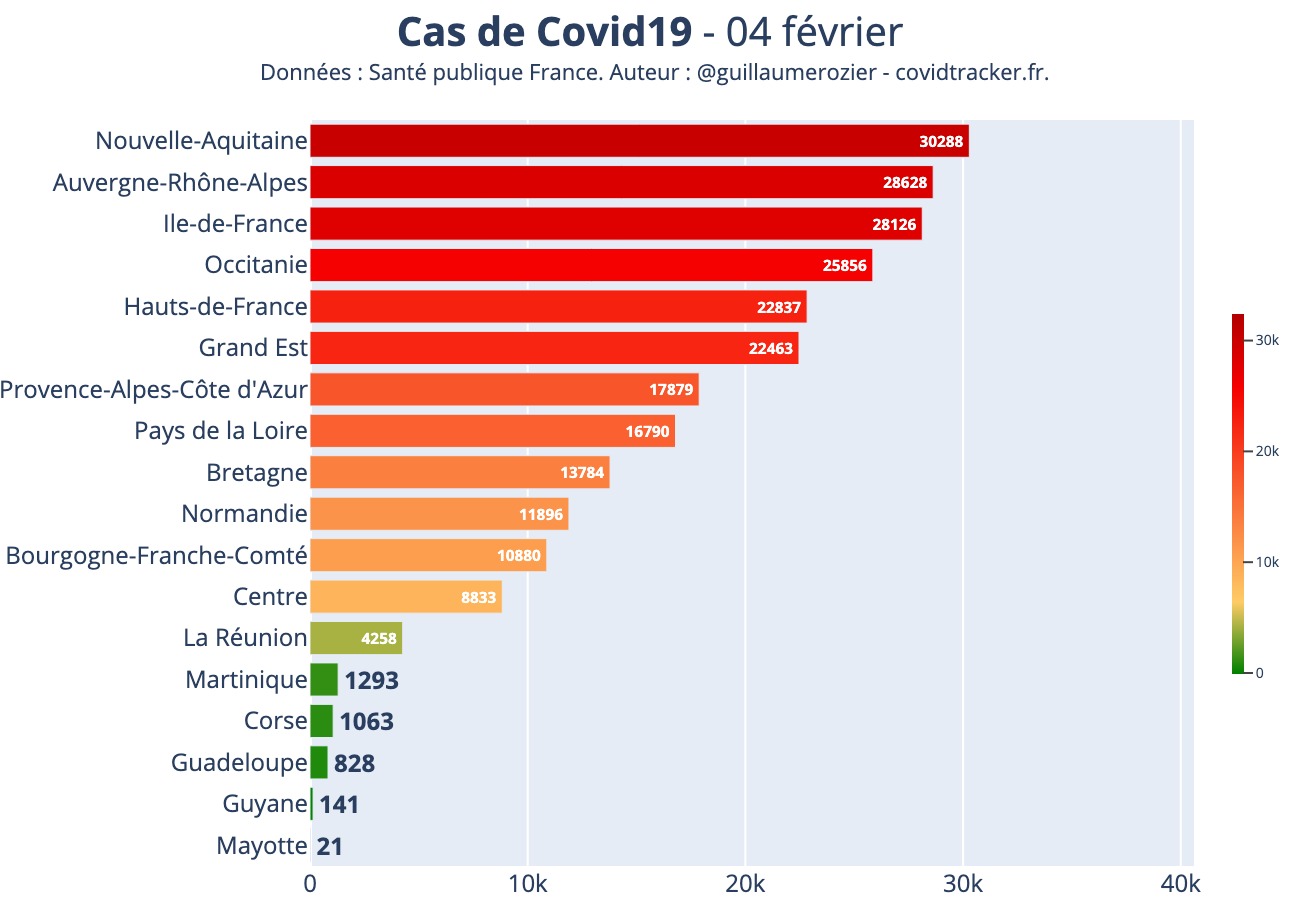 Cas de Covid19 - 04 février
Données : Santé publique France. Auteur : @guillaumerozier - covidtracker.fr.
Nouvelle-Aquitaine 30288
Auvergne-Rhône-Alpes 28628
Ile-de-France 28126
Occitanie 25856
Hauts-de-France 22837
Grand Est 22463
Provence-Alpes-Côte d'Azur 17879
Pays de la Loire 16790
Bretagne 13784
Normandie 11896
Bourgogne-Franche-Comté 10880
Centre 8833
La Réunion 4258
Martinique 1293
Corse 1063
Guadeloupe 828
Guyane 141
Mayotte 21
0 10k 20k 30k 40k
30k
20k
10k
0